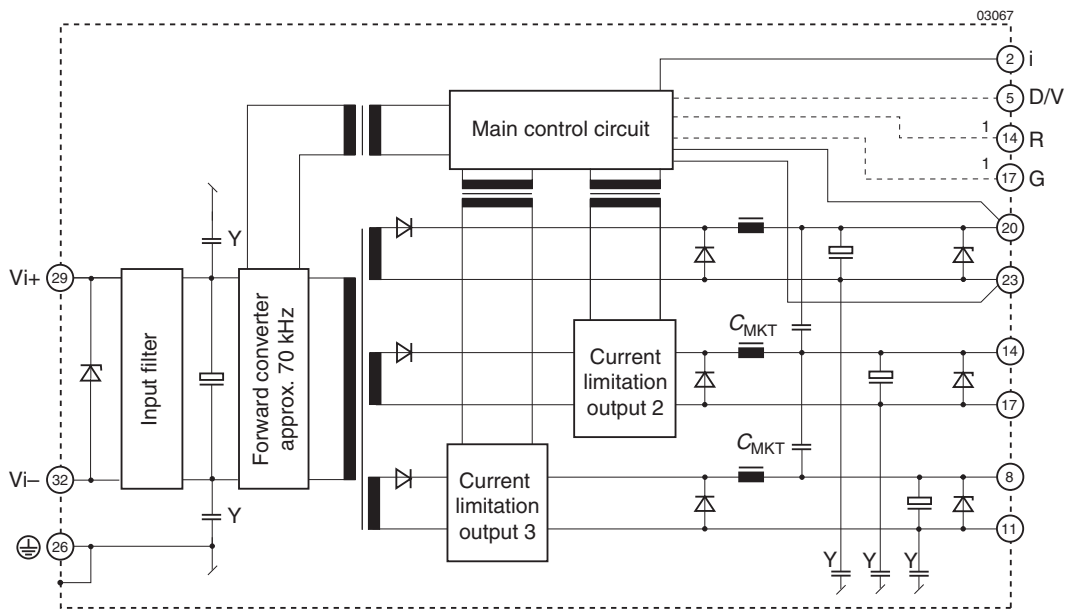 03067
2 i
5 D/V
1
14 R
1
17 G
Main control circuit
20
Y
Vi+ 29
23
Input filter
Forward converter
approx. 70 kHz
CMKT
14
Current
limitation
output 2
17
CMKT
Vi– 32
8
Current
limitation
output 3
Y
11
26
Y Y Y